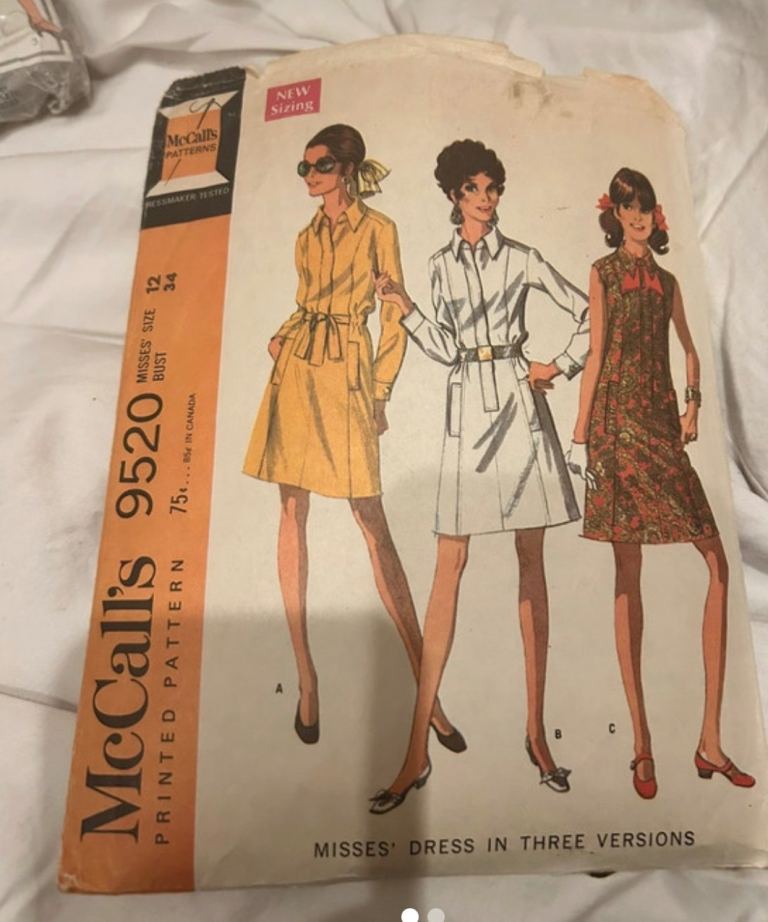 NEW
Sizing
McCall's
PATTERNS
RESSMAKER-TESTED
McCall's 9520 MISSES' SIZE 12
BUST 34
PRINTED PATTERN 75¢... 85¢ IN CANADA
A
B
C
MISSES' DRESS IN THREE VERSIONS